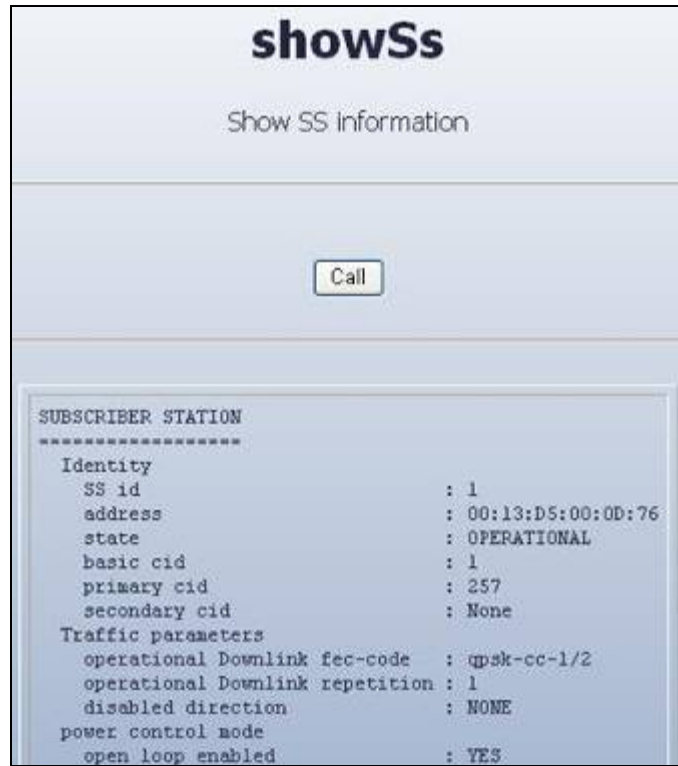 showSs
Show SS information
Call
SUBSCRIBER STATION
==================
Identity
SS id : 1
address : 00:13:D5:00:0D:76
state : OPERATIONAL
basic cid : 1
primary cid : 257
secondary cid : None
Traffic parameters
operational Downlink fec-code : qpsk-cc-1/2
operational Downlink repetition : 1
disabled direction : NONE
power control mode
open loop enabled : YES